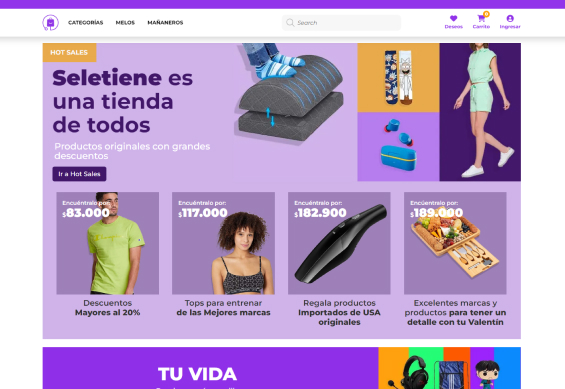 CATEGORÍAS
MELOS
MAÑANEROS
Search
Deseos
0
Carrito
Ingresar
HOT SALES
Seletiene es
una tienda
de todos
Productos originales con grandes
descuentos
Ir a Hot Sales
Encuéntralo por:
$83.000
Encuéntralo por:
$117.000
Encuéntralo por:
$182.900
Encuéntralo por:
$189.000
Descuentos
Mayores al 20%
Tops para entrenar
de las Mejores marcas
Regala productos
Importados de USA
originales
Excelentes marcas y
productos para tener un
detalle con tu Valentín
TU VIDA